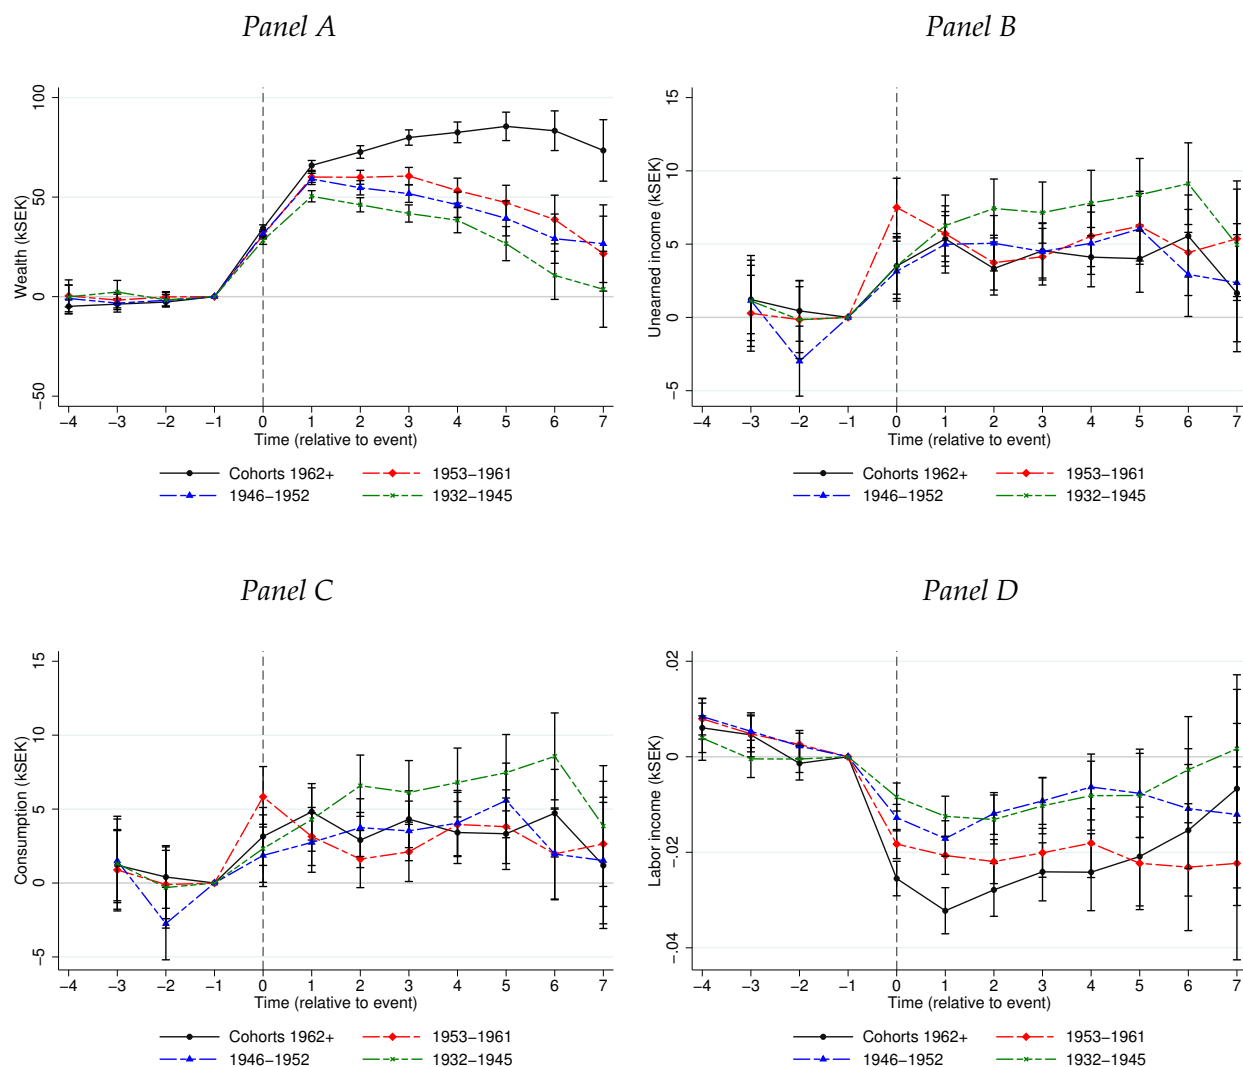 Panel A
Wealth (kSEK)
100
50
0
−50
−4 −3 −2 −1 0 1 2 3 4 5 6 7
Time (relative to event)
Cohorts 1962+ 1953−1961
1946−1952 1932−1945
Panel B
Unearned income (kSEK)
15
10
5
0
−5
−4 −3 −2 −1 0 1 2 3 4 5 6 7
Time (relative to event)
Cohorts 1962+ 1953−1961
1946−1952 1932−1945
Panel C
Consumption (kSEK)
15
10
5
0
−5
−4 −3 −2 −1 0 1 2 3 4 5 6 7
Time (relative to event)
Cohorts 1962+ 1953−1961
1946−1952 1932−1945
Panel D
Labor income (kSEK)
.02
0
−.02
−.04
−4 −3 −2 −1 0 1 2 3 4 5 6 7
Time (relative to event)
Cohorts 1962+ 1953−1961
1946−1952 1932−1945